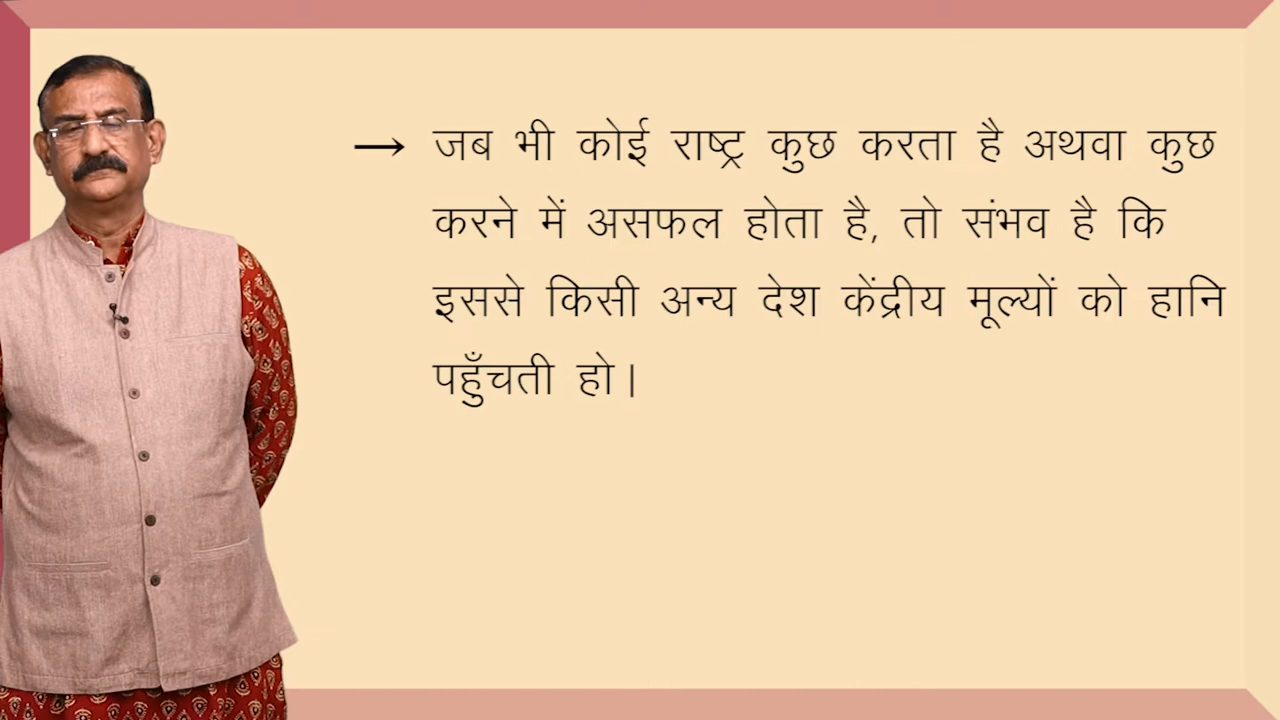 → जब भी कोई राष्ट्र कुछ करता है अथवा कुछ
करने में असफल होता है, तो संभव है कि
इससे किसी अन्य देश केंद्रीय मूल्यों को हानि
पहुँचती हो।